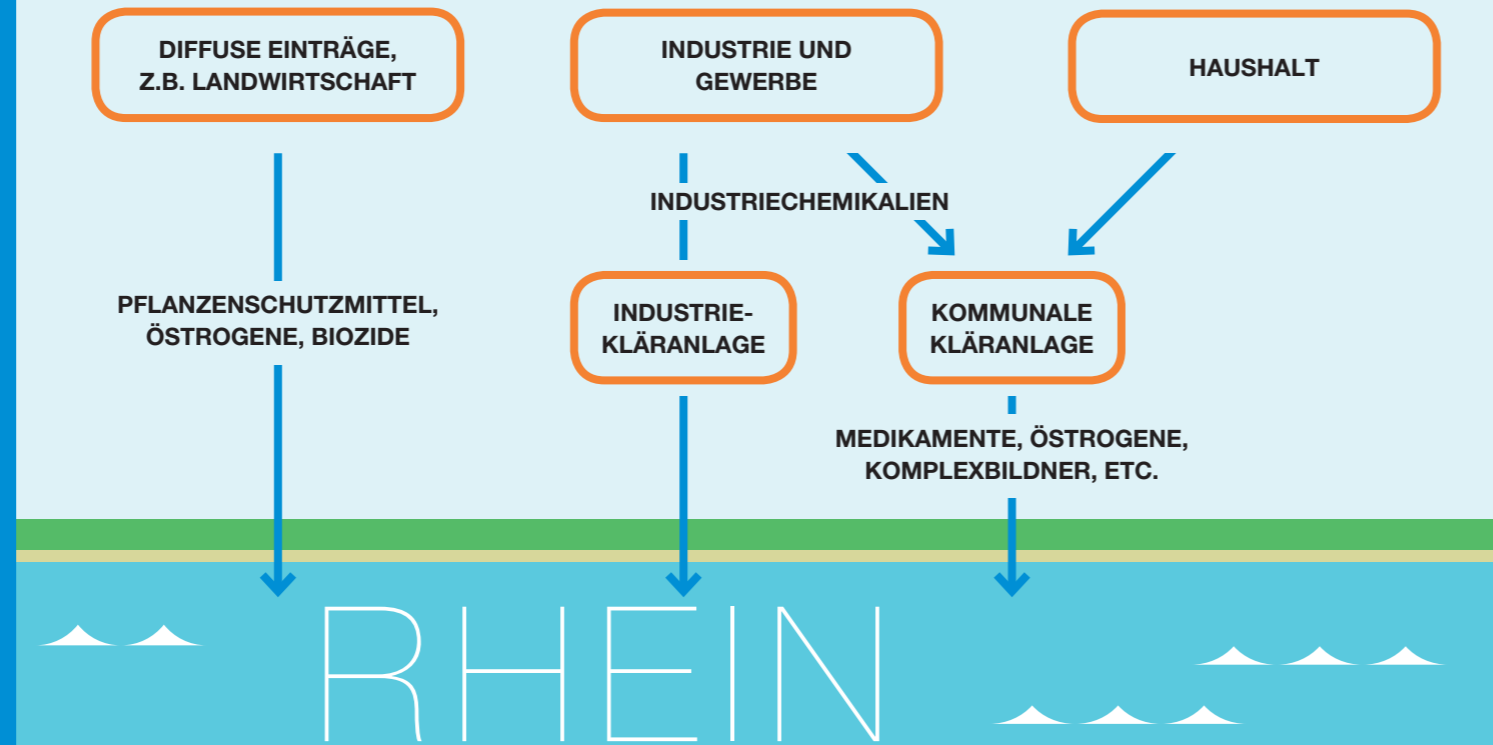 DIFFUSE EINTRÄGE,
Z.B. LANDWIRTSCHAFT
INDUSTRIE UND
GEWERBE
HAUSHALT
INDUSTRIECHEMIKALIEN
PFLANZENSCHUTZMITTEL,
ÖSTROGENE, BIOZIDE
INDUSTRIE-
KLÄRANLAGE
KOMMUNALE
KLÄRANLAGE
MEDIKAMENTE, ÖSTROGENE,
KOMPLEXBILDNER, ETC.
RHEIN